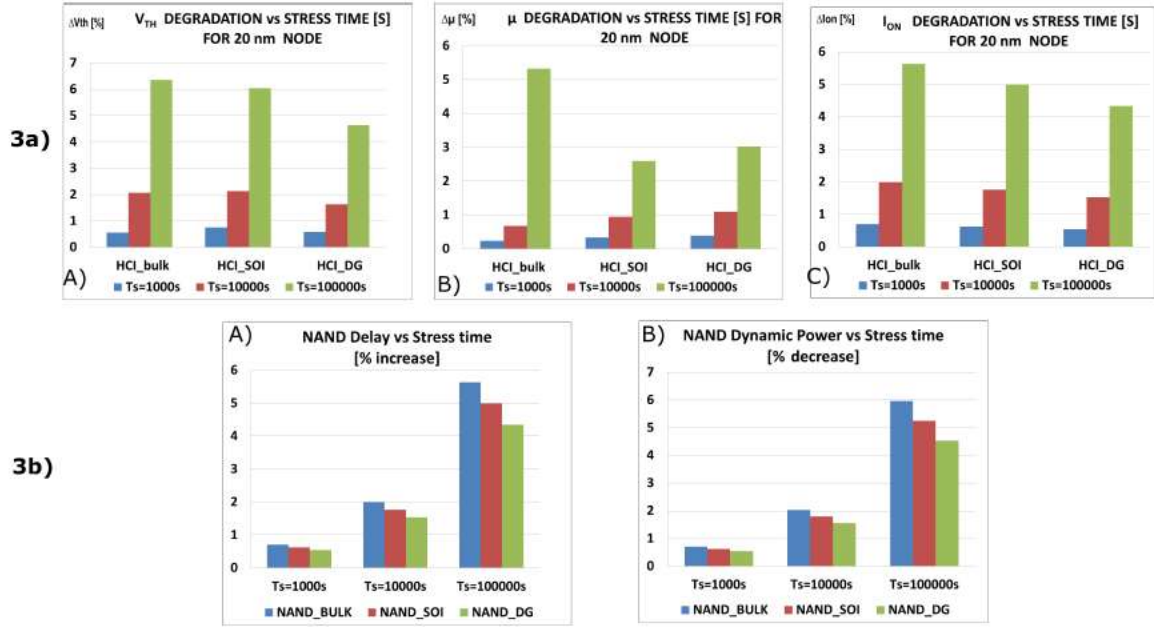 3a)
ΔVth [%]
V_TH DEGRADATION vs STRESS TIME [S]
FOR 20 nm NODE
7
6
5
4
3
2
1
0
HCI_bulk HCI_SOI HCI_DG
A)
Ts=1000s Ts=10000s Ts=100000s
Δμ [%]
μ DEGRADATION vs STRESS TIME [S] FOR
20 nm NODE
6
5
4
3
2
1
0
HCI_bulk HCI_SOI HCI_DG
B)
Ts=1000s Ts=10000s Ts=100000s
ΔIon [%]
I_ON DEGRADATION vs STRESS TIME [S]
FOR 20 nm NODE
6
5
4
3
2
1
0
HCI_bulk HCI_SOI HCI_DG
C)
Ts=1000s Ts=10000s Ts=100000s
3b)
A)
NAND Delay vs Stress time
[% increase]
6
5
4
3
2
1
0
Ts=1000s Ts=10000s Ts=100000s
NAND_BULK NAND_SOI NAND_DG
B)
NAND Dynamic Power vs Stress time
[% decrease]
7
6
5
4
3
2
1
0
Ts=1000s Ts=10000s Ts=100000s
NAND_BULK NAND_SOI NAND_DG